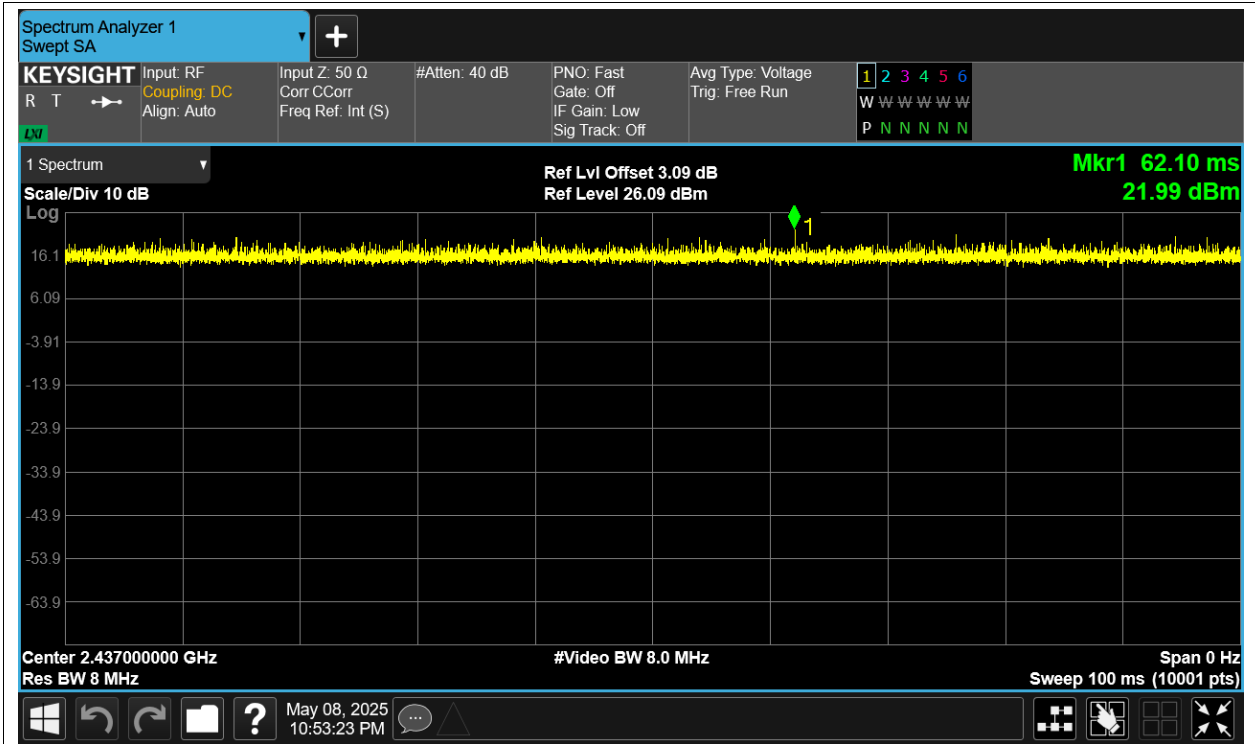 Spectrum Analyzer 1
Swept SA
KEYSIGHT
R T
LXI
Input: RF
Coupling: DC
Align: Auto
Input Z: 50 Ω
Corr CCorr
Freq Ref: Int (S)
#Atten: 40 dB
PNO: Fast
Gate: Off
IF Gain: Low
Sig Track: Off
Avg Type: Voltage
Trig: Free Run
1 2 3 4 5 6
W W W W W W
P N N N N N
1 Spectrum
Scale/Div 10 dB
Ref Lvl Offset 3.09 dB
Ref Level 26.09 dBm
Mkr1 62.10 ms
21.99 dBm
Log
1
16.1
6.09
-3.91
-13.9
-23.9
-33.9
-43.9
-53.9
-63.9
Center 2.437000000 GHz
Res BW 8 MHz
#Video BW 8.0 MHz
Span 0 Hz
Sweep 100 ms (10001 pts)
?
May 08, 2025
10:53:23 PM